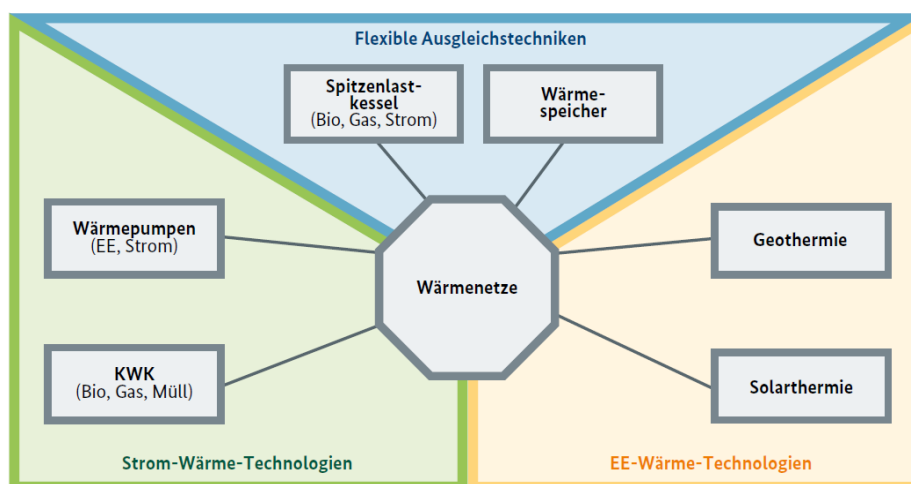 Flexible Ausgleichstechniken
Spitzenlast-
kessel
(Bio, Gas, Strom)
Wärme-
speicher
Wärmepumpen
(EE, Strom)
Geothermie
Wärmenetze
KWK
(Bio, Gas, Müll)
Solarthermie
Strom-Wärme-Technologien
EE-Wärme-Technologien